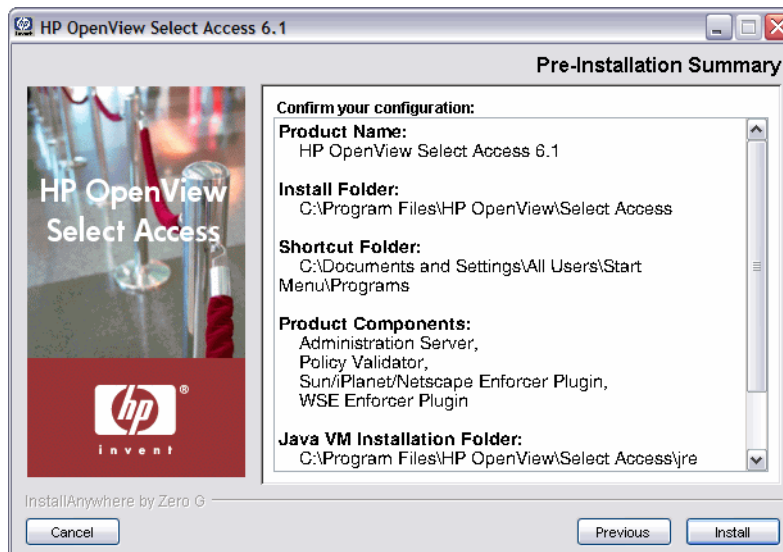 HP OpenView Select Access 6.1
Pre-Installation Summary
HP OpenView
Select Access
hp
®
invent
Confirm your configuration:
Product Name:
HP OpenView Select Access 6.1
Install Folder:
C:\Program Files\HP OpenView\Select Access
Shortcut Folder:
C:\Documents and Settings\All Users\Start
Menu\Programs
Product Components:
Administration Server,
Policy Validator,
Sun/iPlanet/Netscape Enforcer Plugin,
WSE Enforcer Plugin
Java VM Installation Folder:
C:\Program Files\HP OpenView\Select Access\jre
InstallAnywhere by Zero G
Cancel
Previous
Install